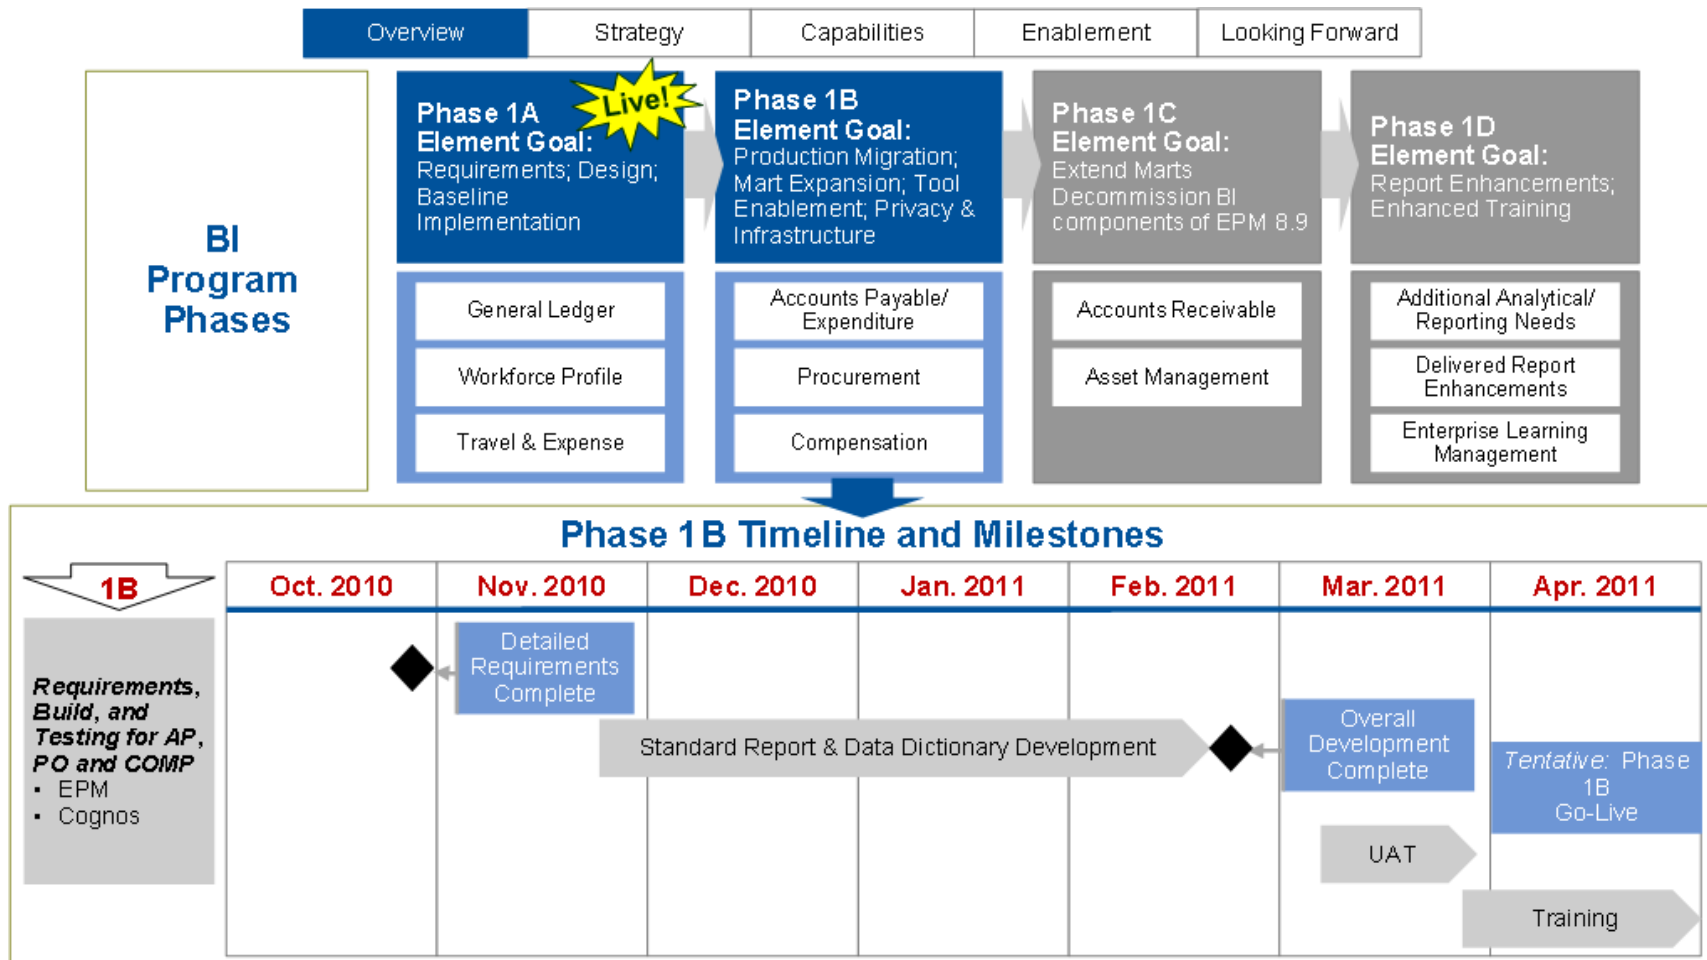 Overview
Strategy
Capabilities
Enablement
Looking Forward
BI
Program
Phases
Phase 1A
Element Goal:
Requirements; Design;
Baseline
Implementation
Live!
General Ledger
Workforce Profile
Travel & Expense
Phase 1B
Element Goal:
Production Migration;
Mart Expansion; Tool
Enablement; Privacy &
Infrastructure
Accounts Payable/
Expenditure
Procurement
Compensation
Phase 1C
Element Goal:
Extend Marts
Decommission BI
components of EPM 8.9
Accounts Receivable
Asset Management
Phase 1D
Element Goal:
Report Enhancements;
Enhanced Training
Additional Analytical/
Reporting Needs
Delivered Report
Enhancements
Enterprise Learning
Management
Phase 1B Timeline and Milestones
1B
Oct. 2010
Nov. 2010
Dec. 2010
Jan. 2011
Feb. 2011
Mar. 2011
Apr. 2011
Requirements,
Build, and
Testing for AP,
PO and COMP
▪ EPM
▪ Cognos
Detailed
Requirements
Complete
Standard Report & Data Dictionary Development
Overall
Development
Complete
Tentative: Phase
1B
Go-Live
UAT
Training